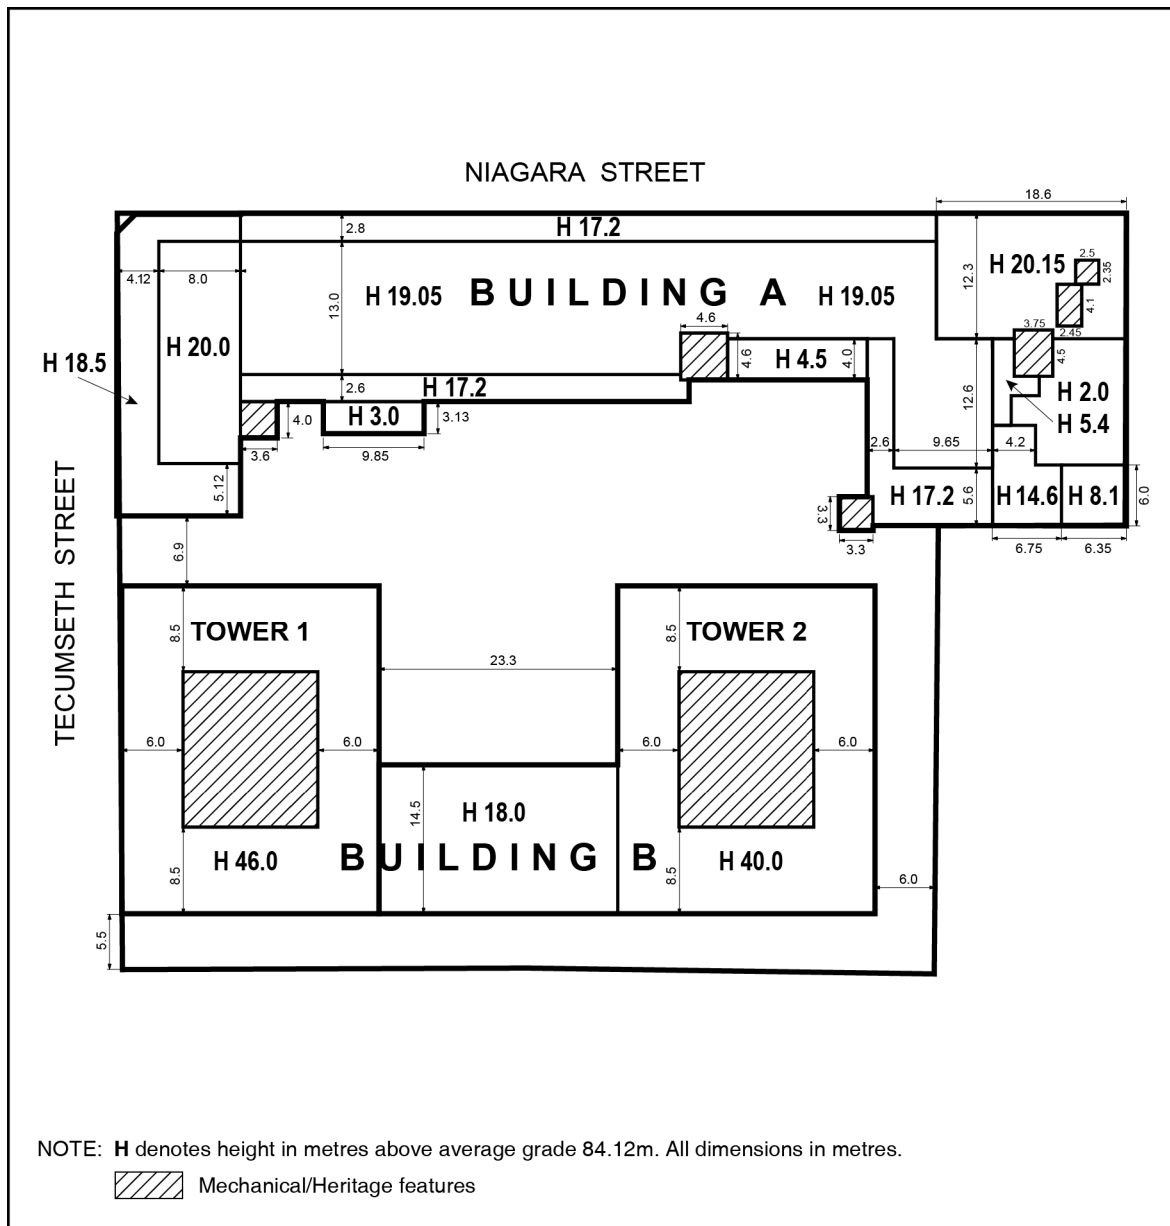 NIAGARA STREET
18.6
2.8
H 17.2
4.12
8.0
13.0
H 19.05
BUILDING A
H 19.05
12.3
H 20.15
2.5
2.35
4.1
2.45
3.75
4.5
4.6
4.6
H 4.5
4.0
H 18.5
H 20.0
2.6
H 17.2
H 3.0
4.0
3.13
3.6
9.85
5.12
12.6
H 2.0
H 5.4
2.6
9.65
4.2
H 17.2
5.6
H 14.6
H 8.1
6.0
3.3
3.3
6.75
6.35
TECUMSETH STREET
6.9
8.5
TOWER 1
8.5
TOWER 2
23.3
6.0
6.0
6.0
6.0
14.5
H 18.0
H 46.0
BUILDING B
H 40.0
8.5
8.5
6.0
5.5
NOTE: H denotes height in metres above average grade 84.12m. All dimensions in metres.
Mechanical/Heritage features